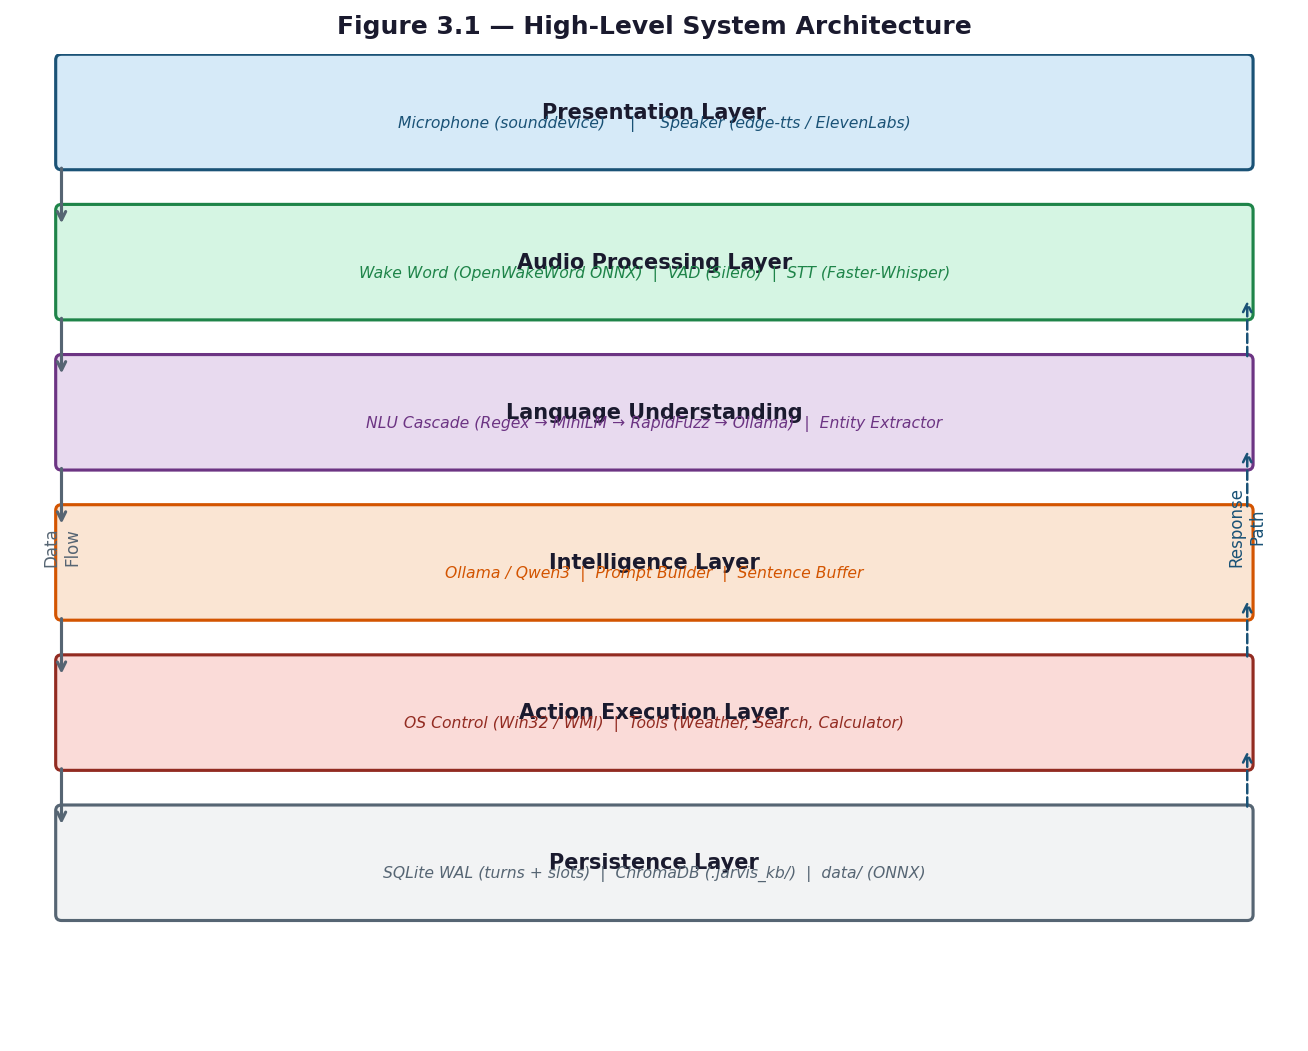 Figure 3.1 — High-Level System Architecture
Presentation Layer
Microphone (sounddevice) | Speaker (edge-tts / ElevenLabs)
Audio Processing Layer
Wake Word (OpenWakeWord ONNX) | VAD (Silero) | STT (Faster-Whisper)
Language Understanding
NLU Cascade (Regex → MiniLM → RapidFuzz → Ollama) | Entity Extractor
Data
Flow
Response
Path
Intelligence Layer
Ollama / Qwen3 | Prompt Builder | Sentence Buffer
Action Execution Layer
OS Control (Win32 / WMI) | Tools (Weather, Search, Calculator)
Persistence Layer
SQLite WAL (turns + slots) | ChromaDB (.jarvis_kb/) | data/ (ONNX)